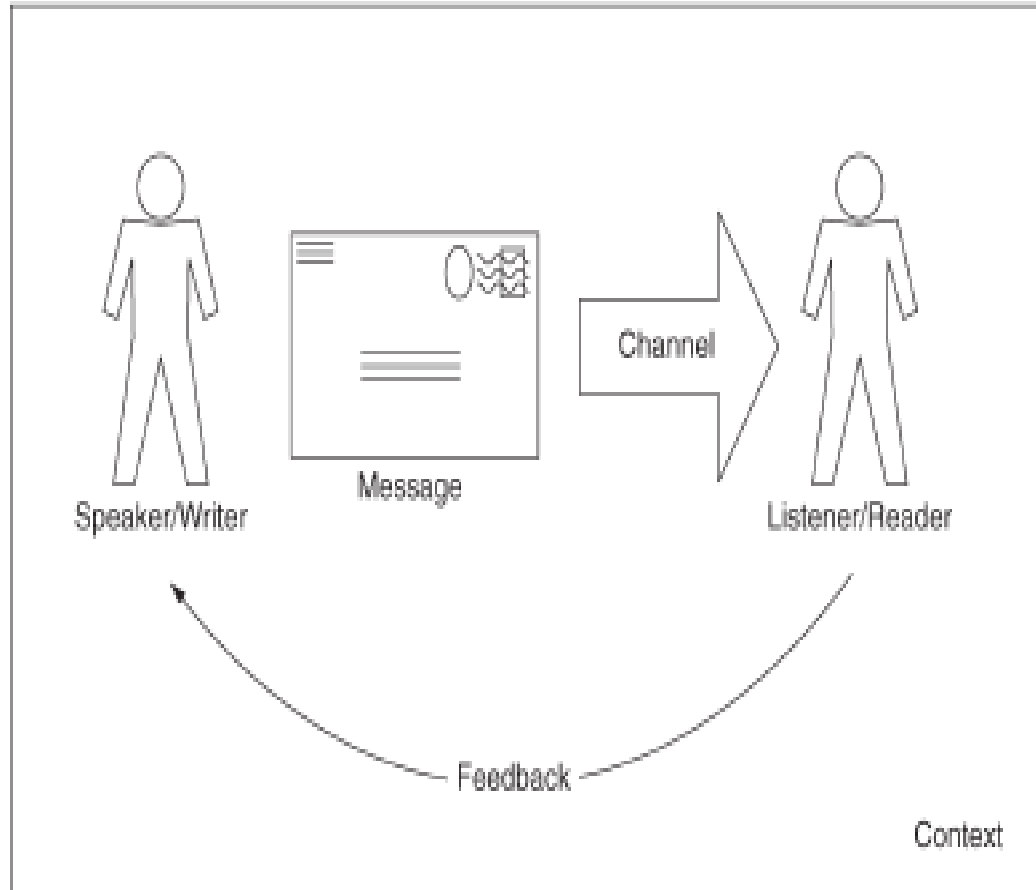 Channel
Message
Speaker/Writer
Listener/Reader
Feedback
Context